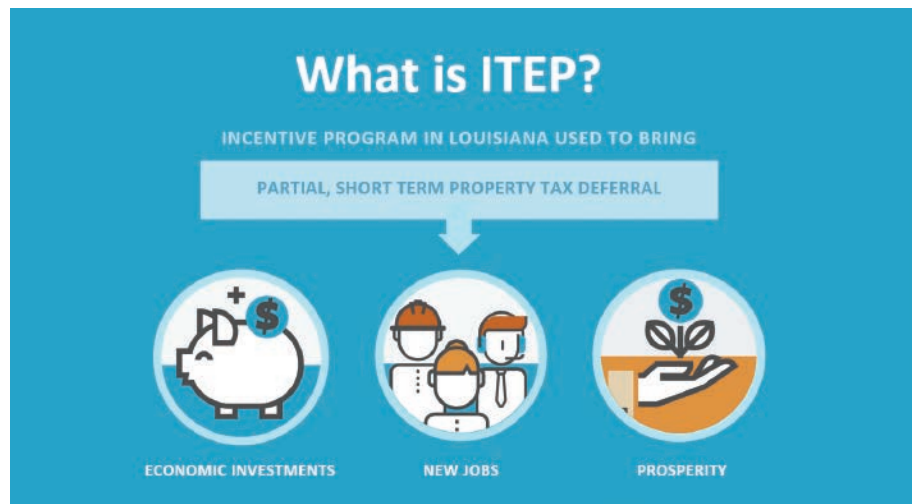 What is ITEP?
INCENTIVE PROGRAM IN LOUISIANA USED TO BRING
PARTIAL, SHORT TERM PROPERTY TAX DEFERRAL
+
$
$
ECONOMIC INVESTMENTS
NEW JOBS
PROSPERITY